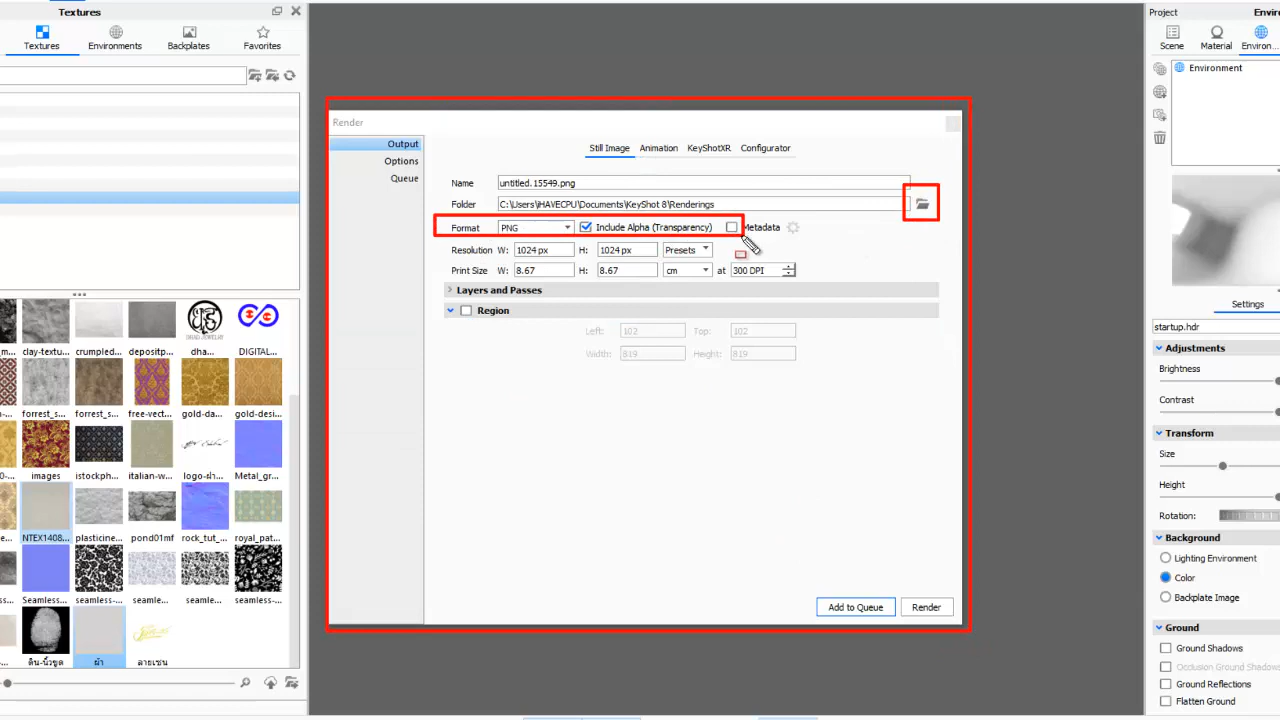 Textures
Textures
Environments
Backplates
Favorites
clay-textu...
crumpled...
depositp...
dha...
DIGITAL...
forrest_s...
forrest_s...
free-vect...
gold-da...
gold-desi...
images
istockph...
italian-w...
logo-ผ้า...
Metal_gr...
NTEX1408...
plasticine...
pond01mf
rock_tut_...
royal_pat...
Seamless...
seamless-...
seamle...
seamle...
seamless-...
ดิน-นิ้วขูด
ผ้า
ลายเซน
Render
Output
Options
Queue
Still Image
Animation
KeyShotXR
Configurator
Name untitled.15549.png
Folder C:\Users\IHAVECPU\Documents\KeyShot 8\Renderings
Format PNG Include Alpha (Transparency) Metadata
Resolution W: 1024 px H: 1024 px Presets
Print Size W: 8.67 H: 8.67 cm at 300 DPI
Layers and Passes
Region
Left: 102 Top: 102
Width: 819 Height: 819
Add to Queue
Render
Project
Scene
Material
Environ...
Environment
Settings
startup.hdr
Adjustments
Brightness
Contrast
Transform
Size
Height
Rotation:
Background
Lighting Environment
Color
Backplate Image
Ground
Ground Shadows
Occlusion Ground Shadows
Ground Reflections
Flatten Ground